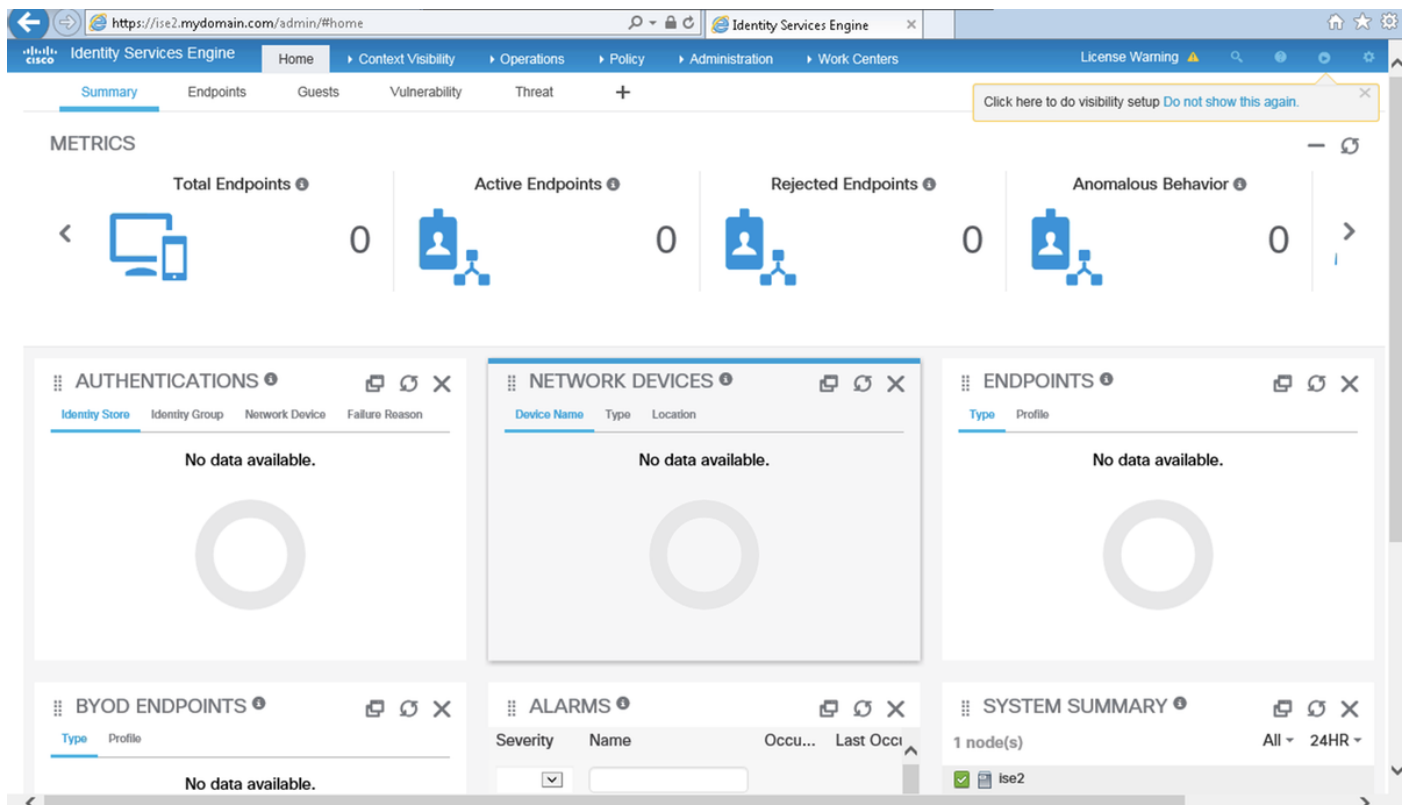 https://ise2.mydomain.com/admin/#home
Identity Services Engine
cisco Identity Services Engine Home Context Visibility Operations Policy Administration Work Centers License Warning
Summary Endpoints Guests Vulnerability Threat +
Click here to do visibility setup Do not show this again.
METRICS
Total Endpoints Active Endpoints Rejected Endpoints Anomalous Behavior
0 0 0 0
AUTHENTICATIONS
Identity Store Identity Group Network Device Failure Reason
No data available.
NETWORK DEVICES
Device Name Type Location
No data available.
ENDPOINTS
Type Profile
No data available.
BYOD ENDPOINTS
Type Profile
No data available.
ALARMS
Severity Name Occu... Last Occu
SYSTEM SUMMARY
1 node(s) All 24HR
ise2